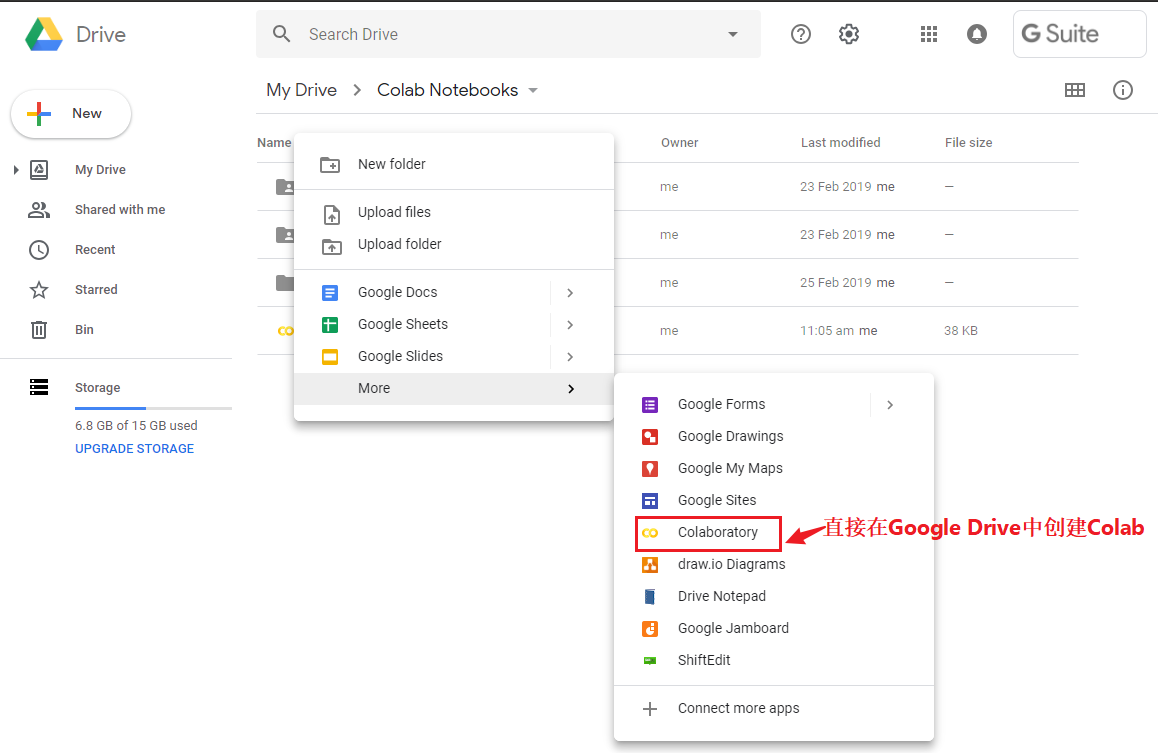 Drive
Search Drive
G Suite
My Drive
Colab Notebooks
New
Name
Owner
Last modified
File size
My Drive
Shared with me
Recent
Starred
Bin
Storage
6.8 GB of 15 GB used
UPGRADE STORAGE
me
23 Feb 2019 me
—
me
23 Feb 2019 me
—
me
25 Feb 2019 me
—
me
11:05 am me
38 KB
New folder
Upload files
Upload folder
Google Docs
Google Sheets
Google Slides
More
Google Forms
Google Drawings
Google My Maps
Google Sites
Colaboratory
直接在Google Drive中创建Colab
draw.io Diagrams
Drive Notepad
Google Jamboard
ShiftEdit
Connect more apps